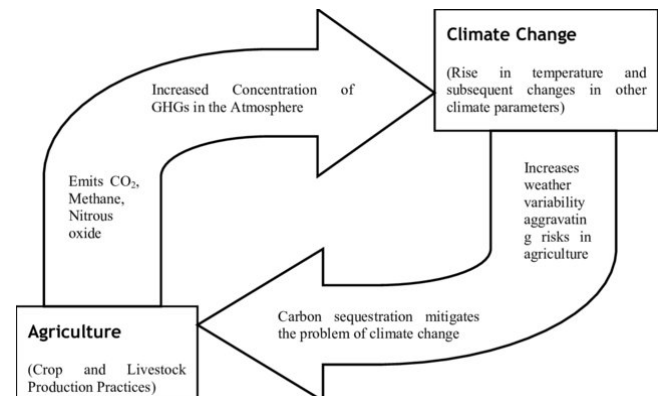 Climate Change
(Rise in temperature and
subsequent changes in other
climate parameters)
Increased Concentration of
GHGs in the Atmosphere
Emits CO₂,
Methane,
Nitrous
oxide
Increases
weather
variability
aggravatin
g risks in
agriculture
Carbon sequestration mitigates
the problem of climate change
Agriculture
(Crop and Livestock
Production Practices)